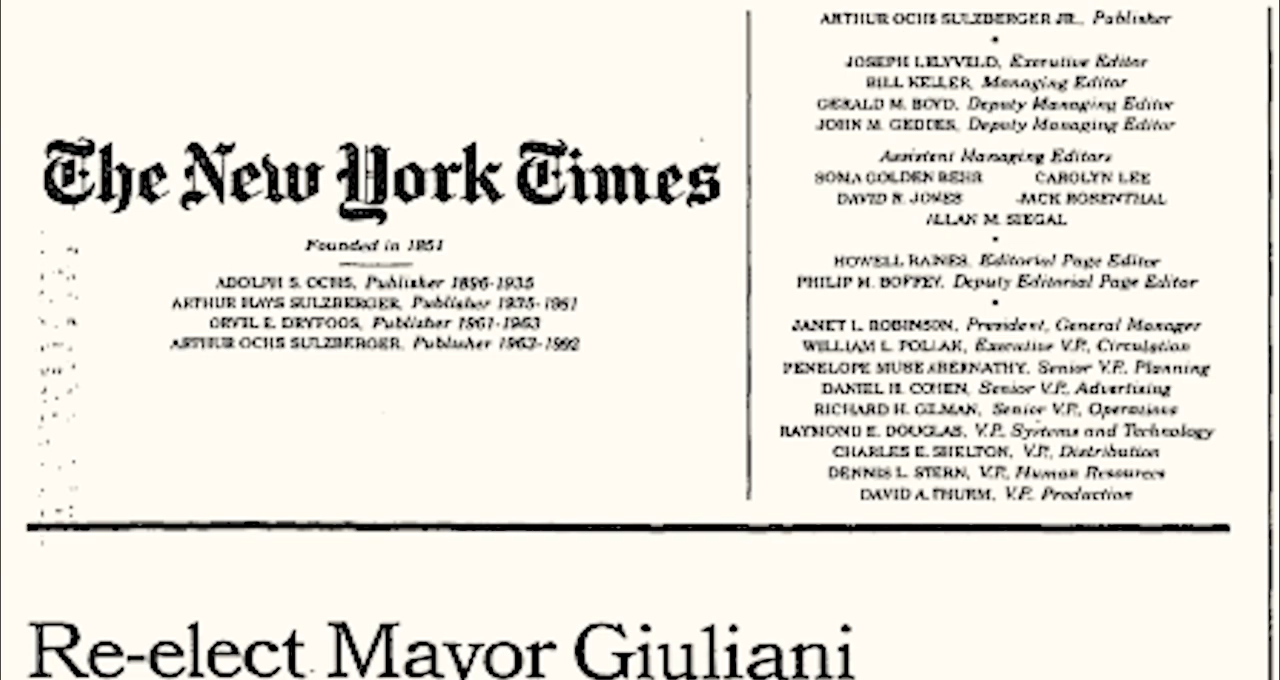 The New York Times
Founded in 1851
ADOLPH S. OCHS, Publisher 1896-1935
ARTHUR HAYS SULZBERGER, Publisher 1935-1961
ORVIL E. DRYFOOS, Publisher 1961-1963
ARTHUR OCHS SULZBERGER, Publisher 1963-1992
ARTHUR OCHS SULZBERGER JR., Publisher
JOSEPH LELYVELD, Executive Editor
BILL KELLER, Managing Editor
GERALD M. BOYD, Deputy Managing Editor
JOHN M. GEDDES, Deputy Managing Editor
Assistant Managing Editors
SOMA GOLDEN BEHR CAROLYN LEE
DAVID R. JONES JACK ROSENTHAL
ALLAN M. SIEGAL
HOWELL RAINES, Editorial Page Editor
PHILIP M. BOFFEY, Deputy Editorial Page Editor
JANET L. ROBINSON, President, General Manager
WILLIAM L. POLLAK, Executive V.P., Circulation
PENELOPE MUSE ABERNATHY, Senior V.P., Planning
DANIEL H. COHEN, Senior V.P., Advertising
RICHARD H. GILMAN, Senior V.P., Operations
RAYMOND E. DOUGLAS, V.P., Systems and Technology
CHARLES E. SHELTON, V.P., Distribution
DENNIS L. STERN, V.P., Human Resources
DAVID A. THURM, V.P., Production
Re-elect Mayor Giuliani